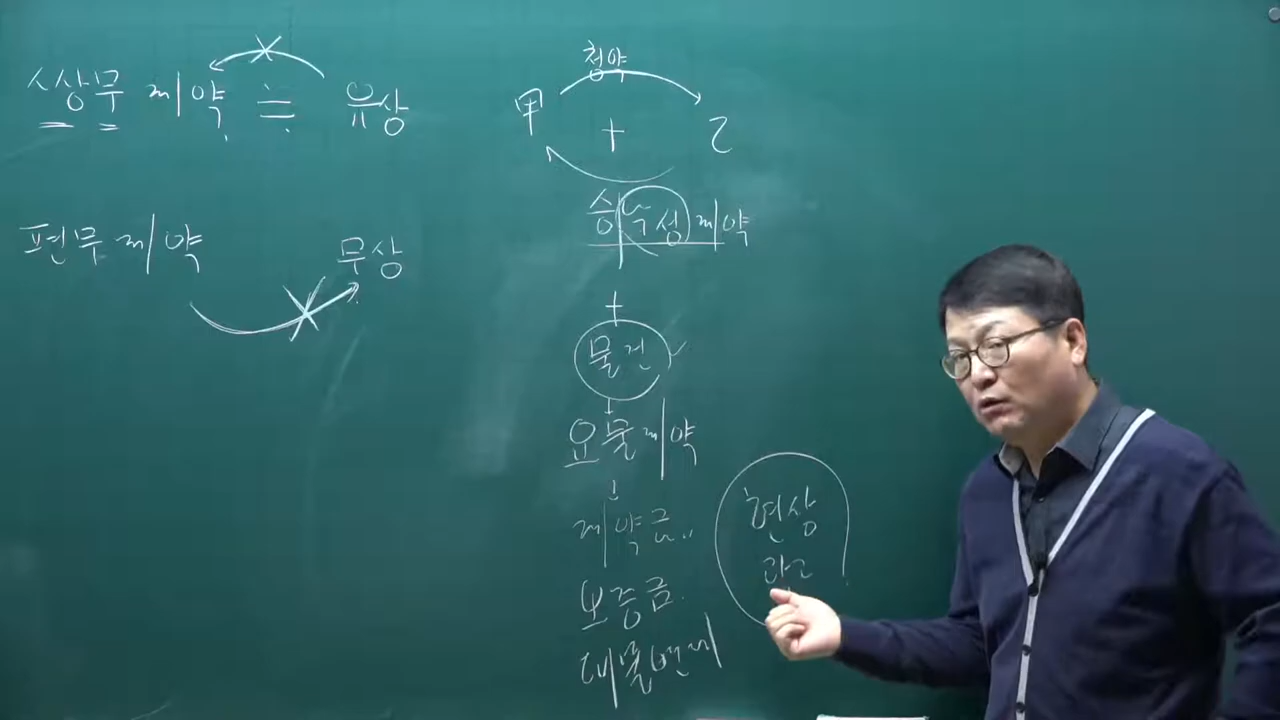 쌍무 계약 ≒ 유상
편무계약 무상
청약
甲 + 乙
승낙성계약
+
물건
요물계약
계약금..
보증금.
대물변제
현상
광고